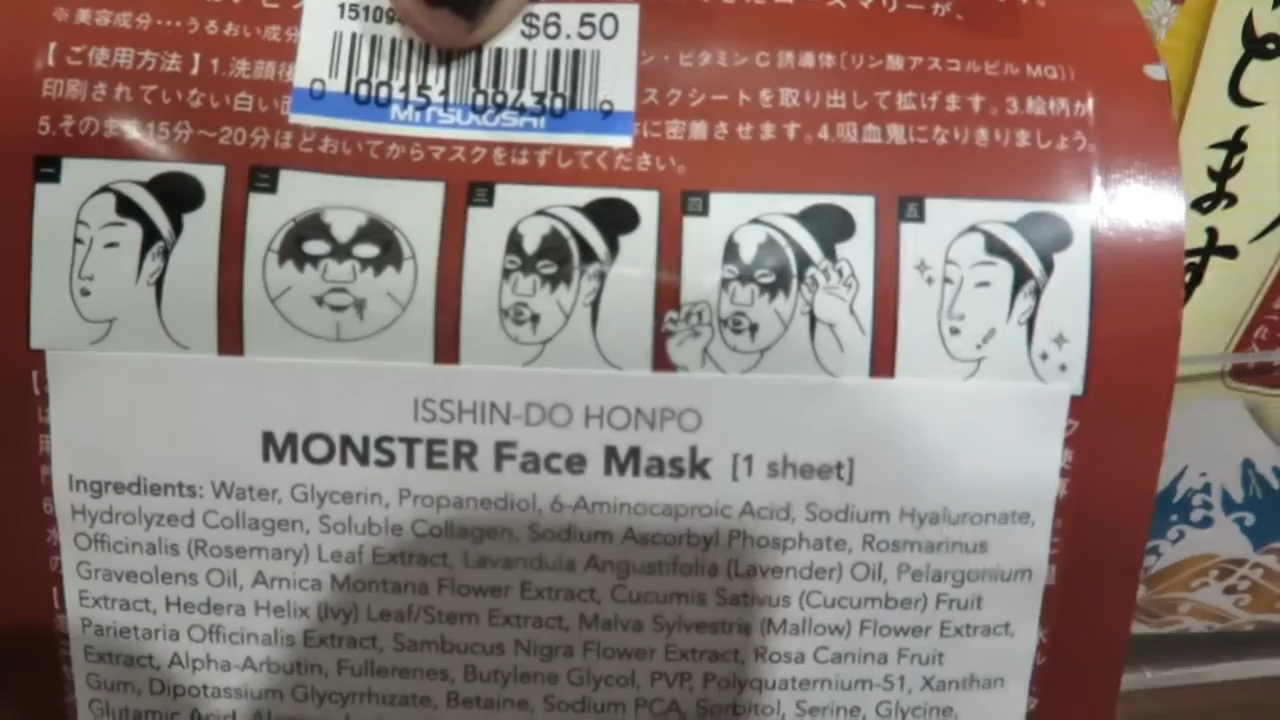 ローズマリーが、
※美容成分･･･うるおい成分
ン・ビタミンC誘導体〔リン酸アスコルビルMG〕）
151094
$6.50
0 00151 09430 9
MITSUKOSHI
【ご使用方法】1.洗顔後
印刷されていない白い
スクシートを取り出して拡げます。3.絵柄が
に密着させます。4.吸血鬼になりきりましょう。
5.そのまま15分～20分ほどおいてからマスクをはずしてください。
一
二
三
四
五
ISSHIN-DO HONPO
MONSTER Face Mask [1 sheet]
Ingredients: Water, Glycerin, Propanediol, 6-Aminocaproic Acid, Sodium Hyaluronate,
Hydrolyzed Collagen, Soluble Collagen, Sodium Ascorbyl Phosphate, Rosmarinus
Officinalis (Rosemary) Leaf Extract, Lavandula Angustifolia (Lavender) Oil, Pelargonium
Graveolens Oil, Arnica Montana Flower Extract, Cucumis Sativus (Cucumber) Fruit
Extract, Hedera Helix (Ivy) Leaf/Stem Extract, Malva Sylvestris (Mallow) Flower Extract,
Parietaria Officinalis Extract, Sambucus Nigra Flower Extract, Rosa Canina Fruit
Extract, Alpha-Arbutin, Fullerenes, Butylene Glycol, PVP, Polyquaternium-51, Xanthan
Gum, Dipotassium Glycyrrhizate, Betaine, Sodium PCA, Sorbitol, Serine, Glycine,
Glutamic Acid,
とます